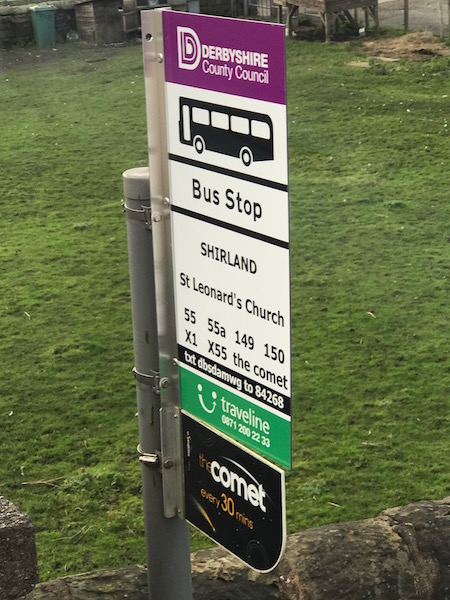 DERBYSHIRE
County Council
Bus Stop
SHIRLAND
St Leonard's Church
55 55a 149 150
X1 X55 the comet
txt dbsdamwg to 84268
traveline
0871 200 22 33
the comet
every 30 mins